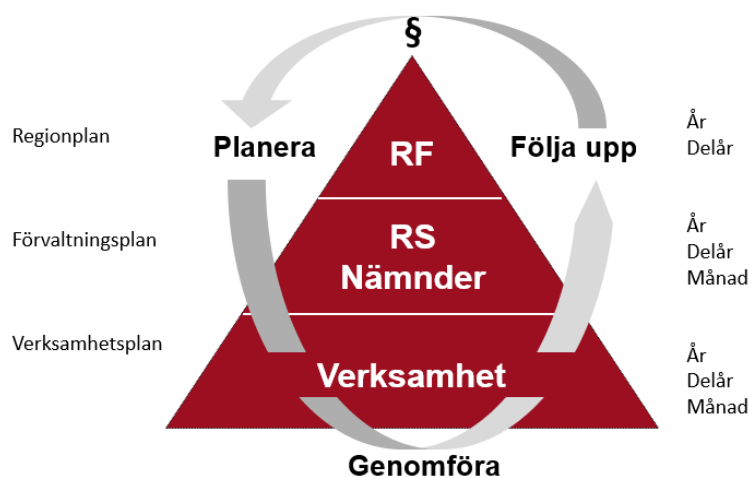 §
Regionplan
Planera
RF
Följa upp
År
Delår
Förvaltningsplan
RS
Nämnder
År
Delår
Månad
Verksamhetsplan
Verksamhet
År
Delår
Månad
Genomföra